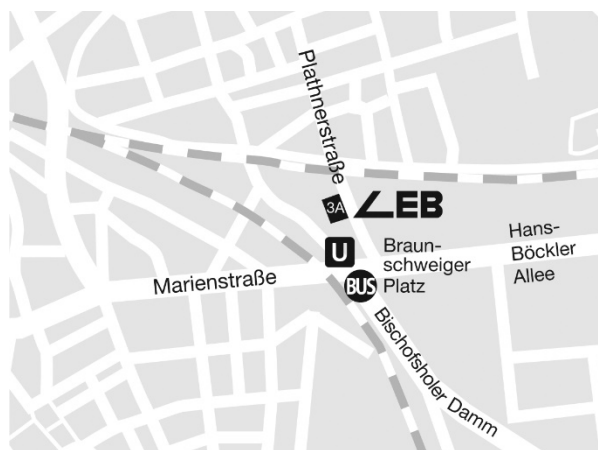 Plathnerstraße
3A
LEB
U
Braun-
schweiger
Platz
Hans-
Böckler
Allee
Marienstraße
BUS
Bischofsholer Damm